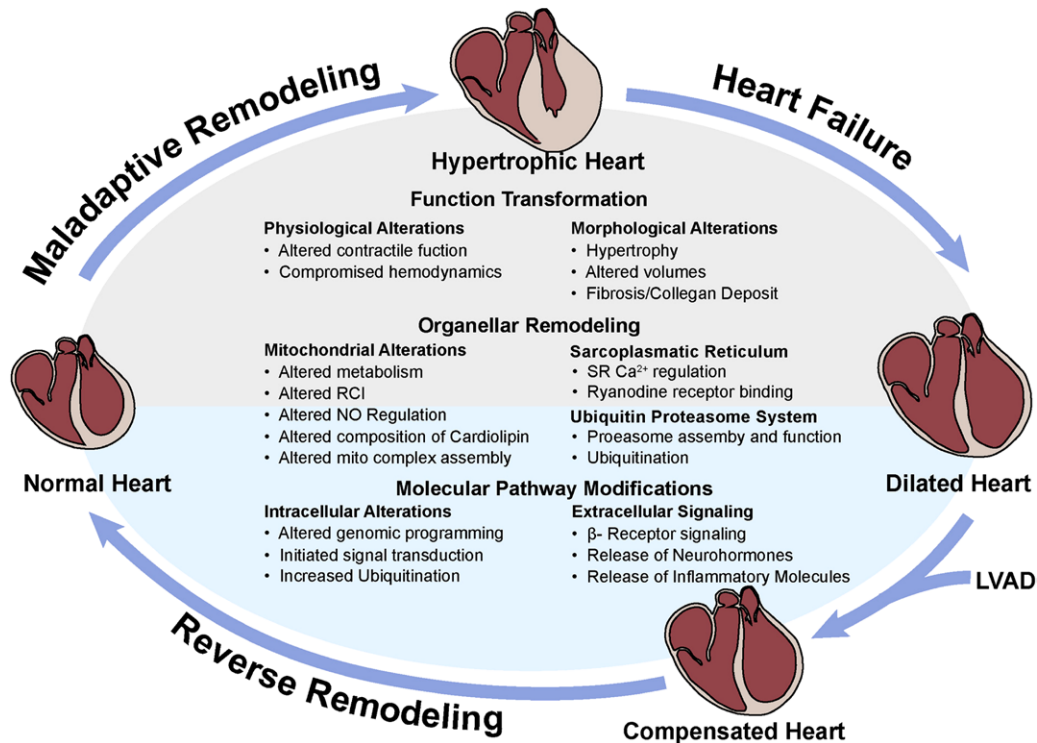 Maladaptive Remodeling
Heart Failure
Hypertrophic Heart
Function Transformation
Physiological Alterations
• Altered contractile fuction
• Compromised hemodynamics
Morphological Alterations
• Hypertrophy
• Altered volumes
• Fibrosis/Collegan Deposit
Organellar Remodeling
Mitochondrial Alterations
• Altered metabolism
• Altered RCI
• Altered NO Regulation
• Altered composition of Cardiolipin
• Altered mito complex assembly
Sarcoplasmatic Reticulum
• SR Ca²⁺ regulation
• Ryanodine receptor binding
Ubiquitin Proteasome System
• Proeasome assemby and function
• Ubiquitination
Normal Heart
Dilated Heart
Molecular Pathway Modifications
Intracellular Alterations
• Altered genomic programming
• Initiated signal transduction
• Increased Ubiquitination
Extracellular Signaling
• β- Receptor signaling
• Release of Neurohormones
• Release of Inflammatory Molecules
LVAD
Reverse Remodeling
Compensated Heart